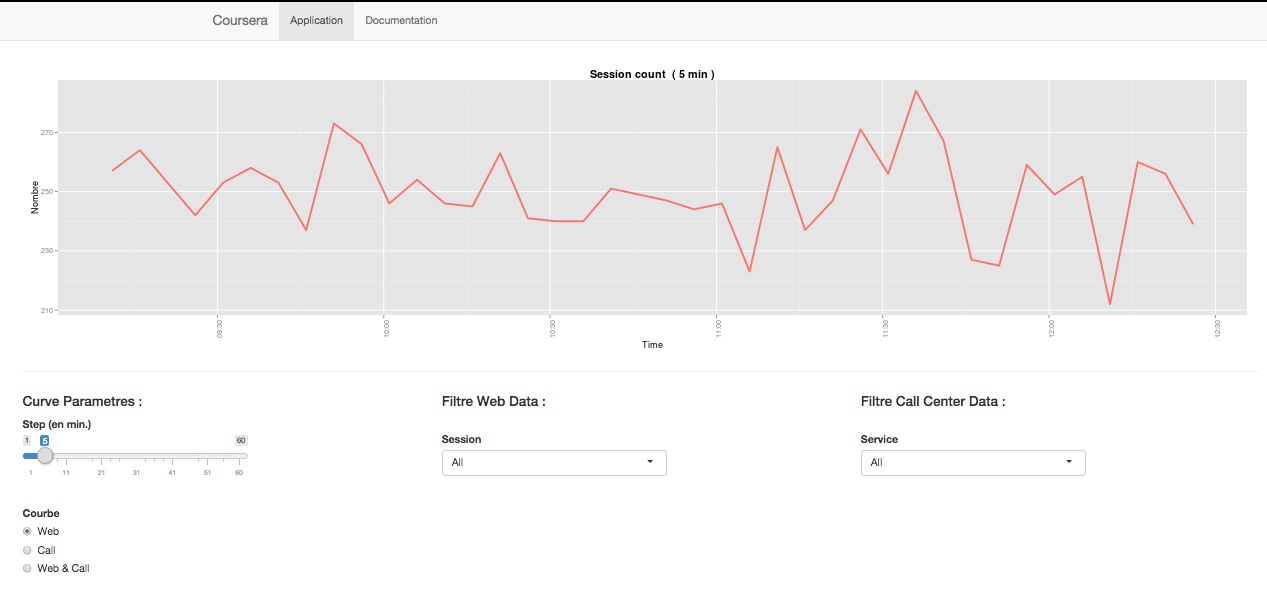 Coursera Application Documentation
Session count ( 5 min )
Nombre
270
250
230
210
09:30 10:00 10:30 11:00 11:30 12:00 12:30
Time
Curve Parametres :
Step (en min.)
1 5 60
1 11 21 31 41 51 60
Courbe
Web
Call
Web & Call
Filtre Web Data :
Session
All
Filtre Call Center Data :
Service
All